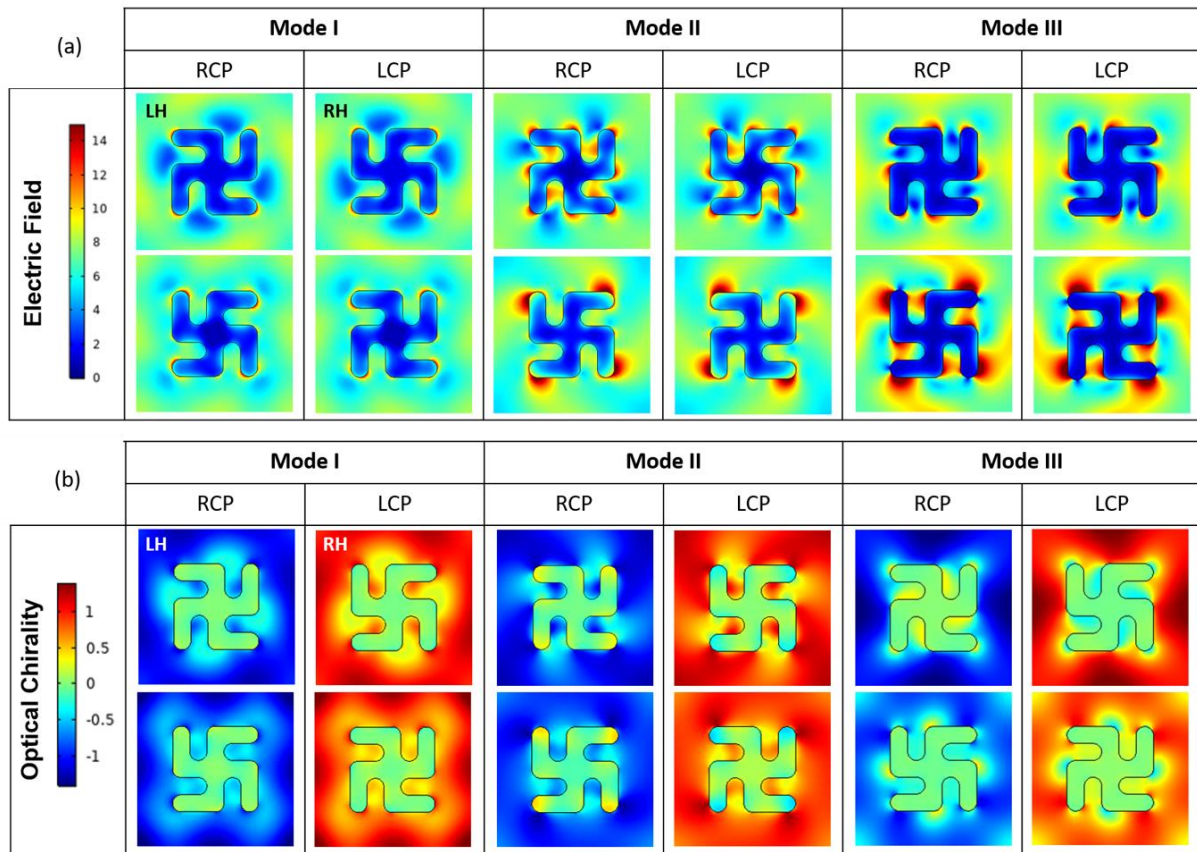 (a)
Mode I Mode II Mode III
RCP LCP RCP LCP RCP LCP
Electric Field
14
12
10
8
6
4
2
0
LH RH
(b)
Mode I Mode II Mode III
RCP LCP RCP LCP RCP LCP
Optical Chirality
1
0.5
0
-0.5
-1
LH RH